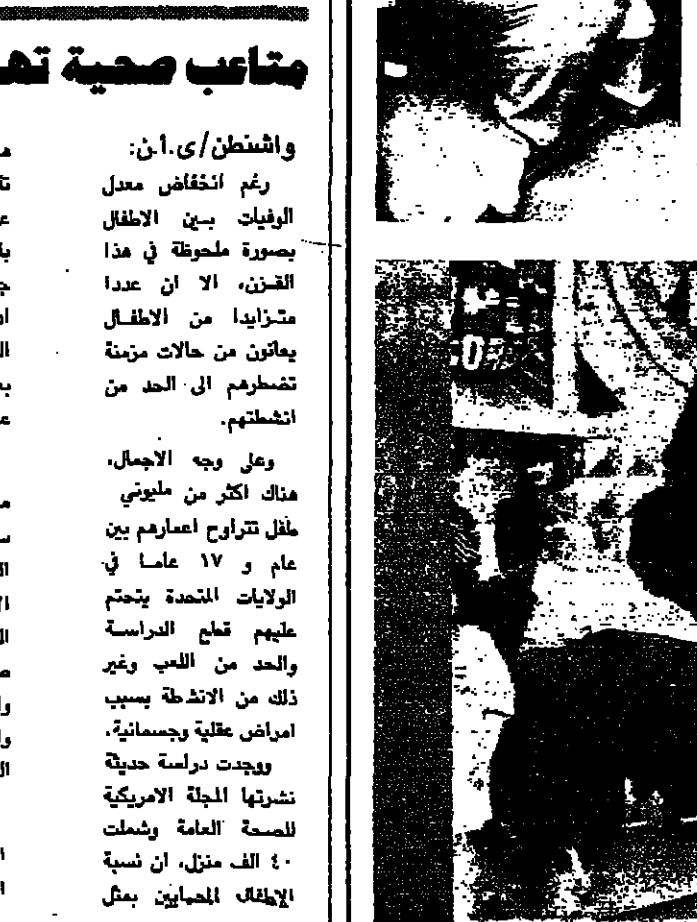 متاعب صحية
واشنطن/ي.أ.ن:
رغم انخفاض معدل
الوفيات بين الاطفال
بصورة ملحوظة في هذا
القرن، الا ان عددا
متزايدا من الاطفال
يعانون من حالات مزمنة
تضطرهم الى الحد من
انشطتهم.
وعلى وجه الاجمال،
هناك اكثر من مليوني
طفل تتراوح اعمارهم بين
عام و ١٧ عاما في
الولايات المتحدة يتحتم
عليهم قطع الدراسة
والحد من اللعب وغير
ذلك من الانشطة بسبب
امراض عقلية وجسمانية.
ووجدت دراسة حديثة
نشرتها المجلة الامريكية
للصحة العامة وشملت
٤٠ الف منزل، ان نسبة
الاطفال المصابين بمثل